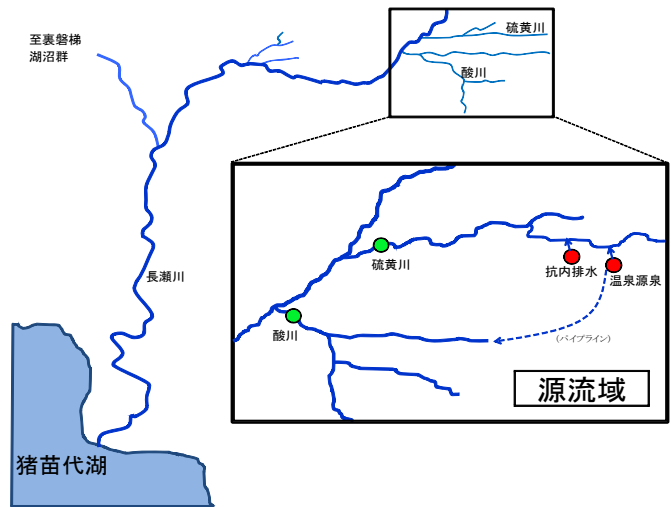 至裏磐梯
湖沼群
硫黄川
酸川
長瀬川
猪苗代湖
硫黄川
抗内排水
温泉源泉
酸川
(パイプライン)
源流域